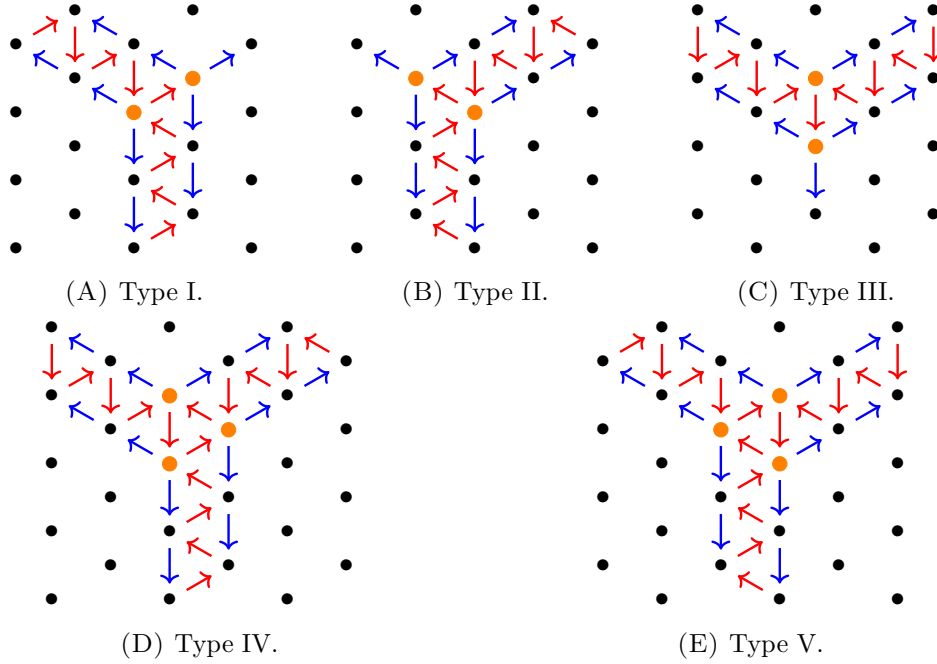 (A) Type I.
(B) Type II.
(C) Type III.
(D) Type IV.
(E) Type V.